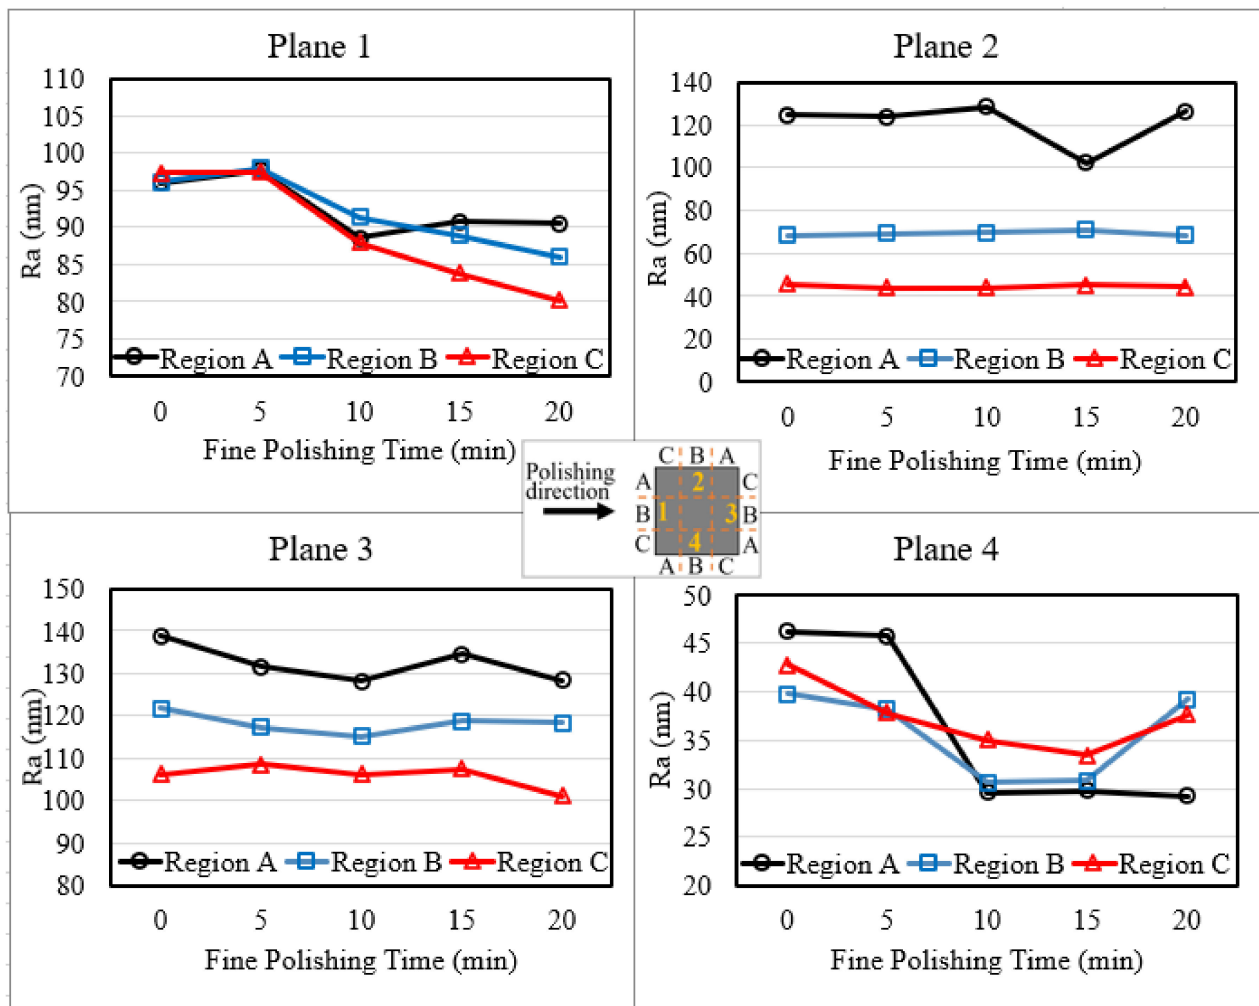 Plane 1
110
105
100
95
90
85
80
75
70
Ra (nm)
Region A Region B Region C
0 5 10 15 20
Fine Polishing Time (min)
Plane 2
140
120
100
80
60
40
20
0
Ra (nm)
Region A Region B Region C
0 5 10 15 20
Fine Polishing Time (min)
Polishing
direction
C B A
A 2 C
B 1 3 B
C 4 A
A B C
Plane 3
150
140
130
120
110
100
90
80
Ra (nm)
Region A Region B Region C
0 5 10 15 20
Fine Polishing Time (min)
Plane 4
50
45
40
35
30
25
20
Ra (nm)
Region A Region B Region C
0 5 10 15 20
Fine Polishing Time (min)